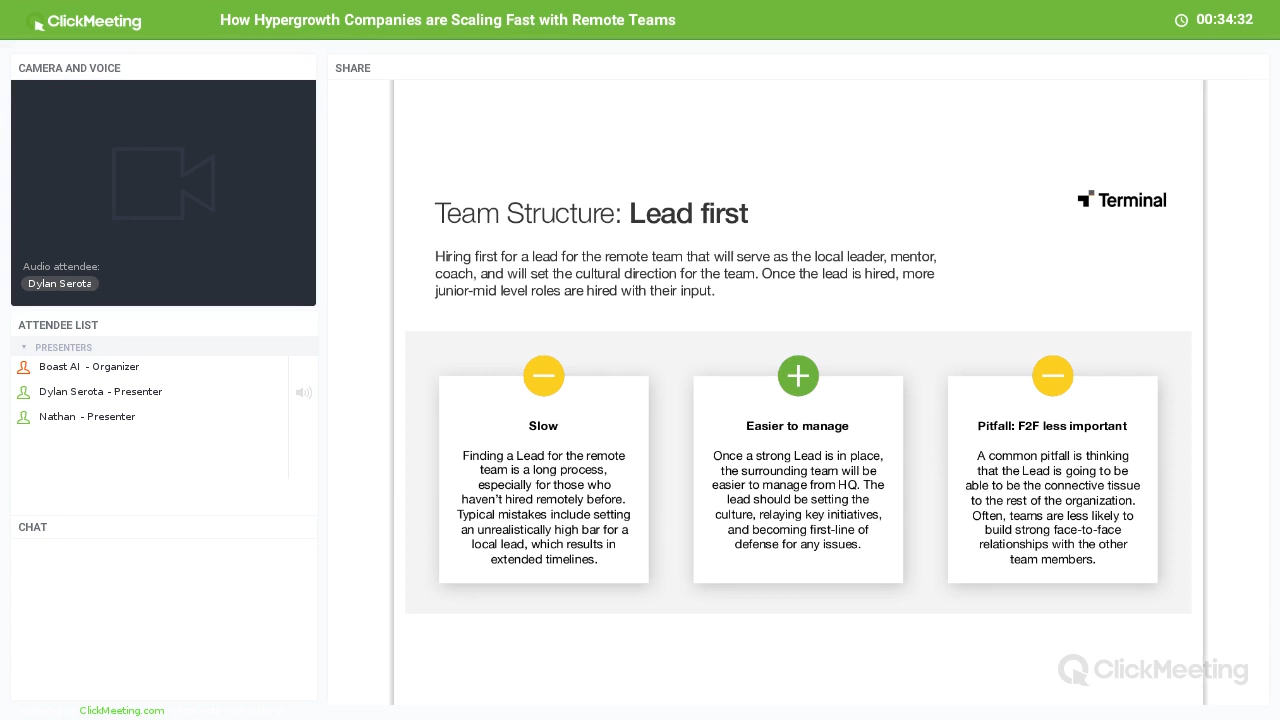 ClickMeeting
How Hypergrowth Companies are Scaling Fast with Remote Teams
00:34:32
CAMERA AND VOICE
Audio attendee:
Dylan Serota
ATTENDEE LIST
PRESENTERS
Boast AI - Organizer
Dylan Serota - Presenter
Nathan - Presenter
CHAT
ClickMeeting.com
SHARE
Terminal
Team Structure: Lead first
Hiring first for a lead for the remote team that will serve as the local leader, mentor,
coach, and will set the cultural direction for the team. Once the lead is hired, more
junior-mid level roles are hired with their input.
Slow
Finding a Lead for the remote
team is a long process,
especially for those who
haven't hired remotely before.
Typical mistakes include setting
an unrealistically high bar for a
local lead, which results in
extended timelines.
Easier to manage
Once a strong Lead is in place,
the surrounding team will be
easier to manage from HQ. The
lead should be setting the
culture, relaying key initiatives,
and becoming first-line of
defense for any issues.
Pitfall: F2F less important
A common pitfall is thinking
that the Lead is going to be
able to be the connective tissue
to the rest of the organization.
Often, teams are less likely to
build strong face-to-face
relationships with the other
team members.
ClickMeeting